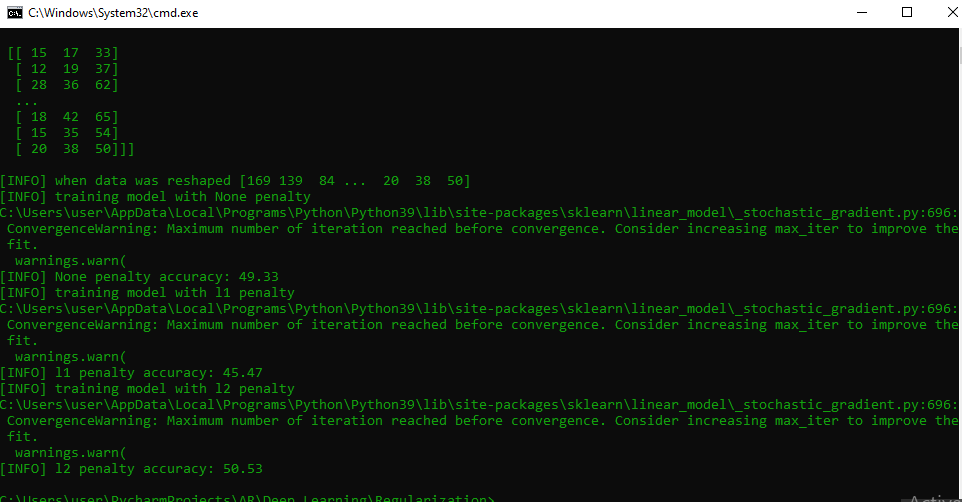 C:\Windows\System32\cmd.exe
[[ 15  17  33]
[ 12  19  37]
[ 28  36  62]
...
[ 18  42  65]
[ 15  35  54]
[ 20  38  50]]]
[INFO] when data was reshaped [169 139  84 ...  20  38  50]
[INFO] training model with None penalty
C:\Users\user\AppData\Local\Programs\Python\Python39\lib\site-packages\sklearn\linear_model\_stochastic_gradient.py:696:
ConvergenceWarning: Maximum number of iteration reached before convergence. Consider increasing max_iter to improve the
fit.
warnings.warn(
[INFO] None penalty accuracy: 49.33
[INFO] training model with l1 penalty
C:\Users\user\AppData\Local\Programs\Python\Python39\lib\site-packages\sklearn\linear_model\_stochastic_gradient.py:696:
ConvergenceWarning: Maximum number of iteration reached before convergence. Consider increasing max_iter to improve the
fit.
warnings.warn(
[INFO] l1 penalty accuracy: 45.47
[INFO] training model with l2 penalty
C:\Users\user\AppData\Local\Programs\Python\Python39\lib\site-packages\sklearn\linear_model\_stochastic_gradient.py:696:
ConvergenceWarning: Maximum number of iteration reached before convergence. Consider increasing max_iter to improve the
fit.
warnings.warn(
[INFO] l2 penalty accuracy: 50.53
C:\Users\user\PycharmProjects\AB\Deep Learning\Regularization>